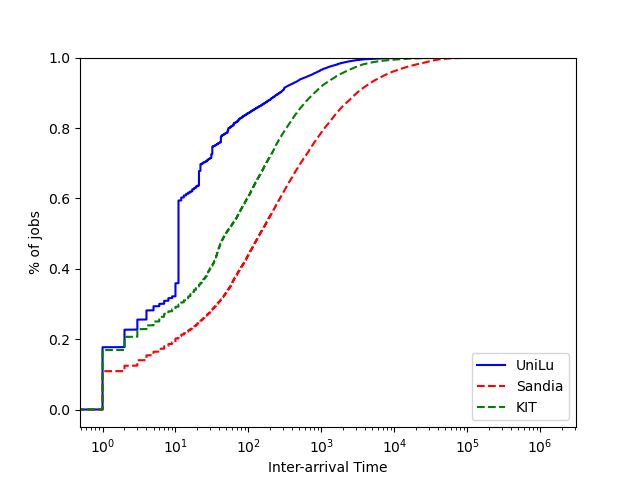 1.0
0.8
0.6
0.4
0.2
0.0
% of jobs
10⁰
10¹
10²
10³
10⁴
10⁵
10⁶
Inter-arrival Time
UniLu
Sandia
KIT